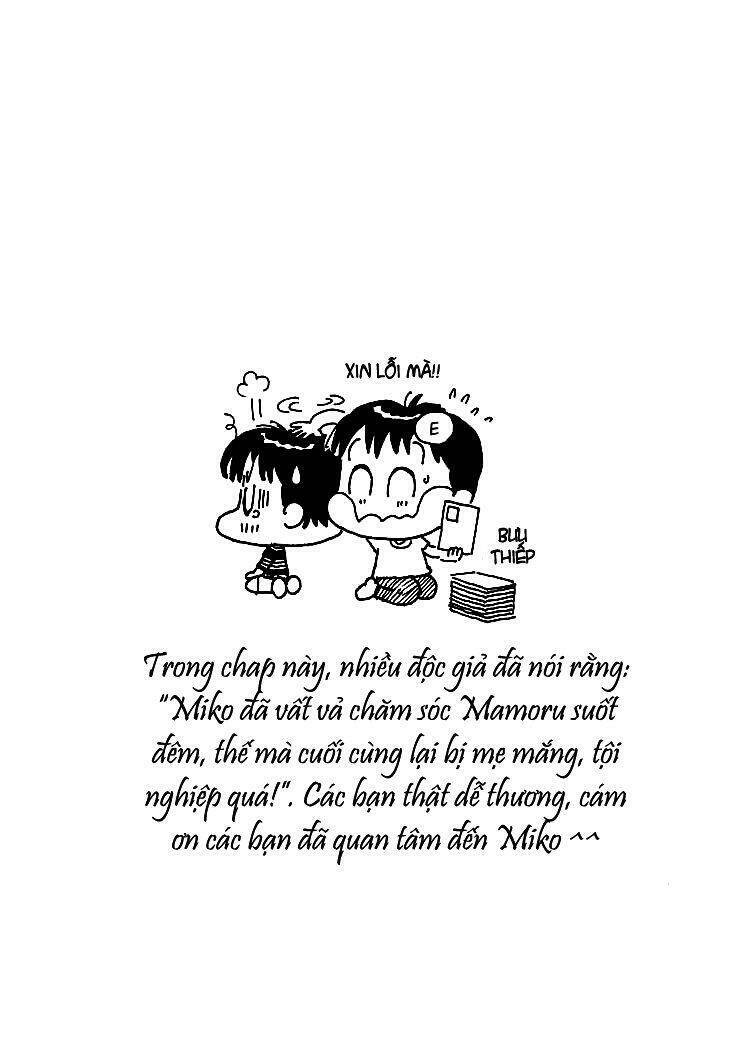 XIN LỖI MÀ!!
E
BƯU
THIẾP
Trong chap này, nhiều độc giả đã nói rằng:
"Miko đã vất vả chăm sóc Mamoru suốt
đêm, thế mà cuối cùng lại bị mẹ mắng, tội
nghiệp quá!". Các bạn thật dễ thương, cám
ơn các bạn đã quan tâm đến Miko ^^